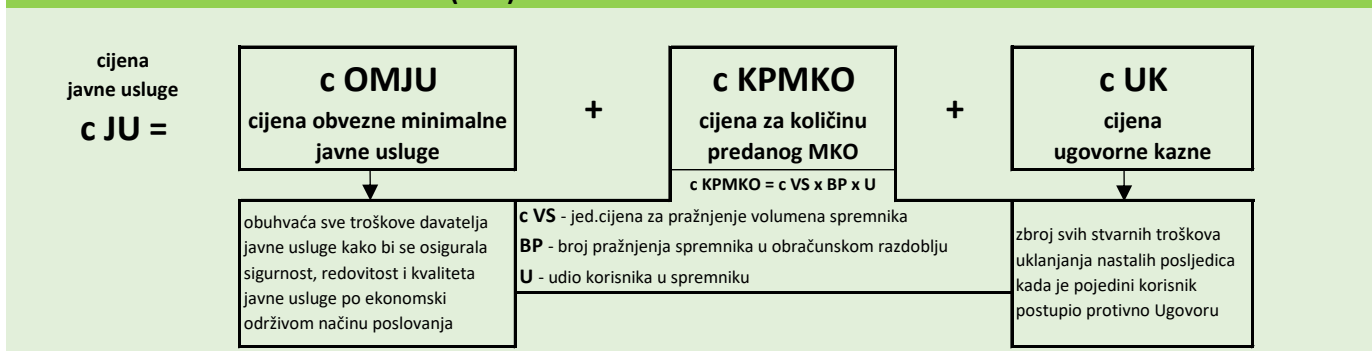 cijena
javne usluge
c JU =
c OMJU
cijena obvezne minimalne
javne usluge
+
c KPMKO
cijena za količinu
predanog MKO
c KPMKO = c VS x BP x U
+
c UK
cijena
ugovorne kazne
obuhvaća sve troškove davatelja
javne usluge kako bi se osigurala
sigurnost, redovitost i kvaliteta
javne usluge po ekonomski
održivom načinu poslovanja
c VS - jed.cijena za pražnjenje volumena spremnika
BP - broj pražnjenja spremnika u obračunskom razdoblju
U - udio korisnika u spremniku
zbroj svih stvarnih troškova
uklanjanja nastalih posljedica
kada je pojedini korisnik
postupio protivno Ugovoru